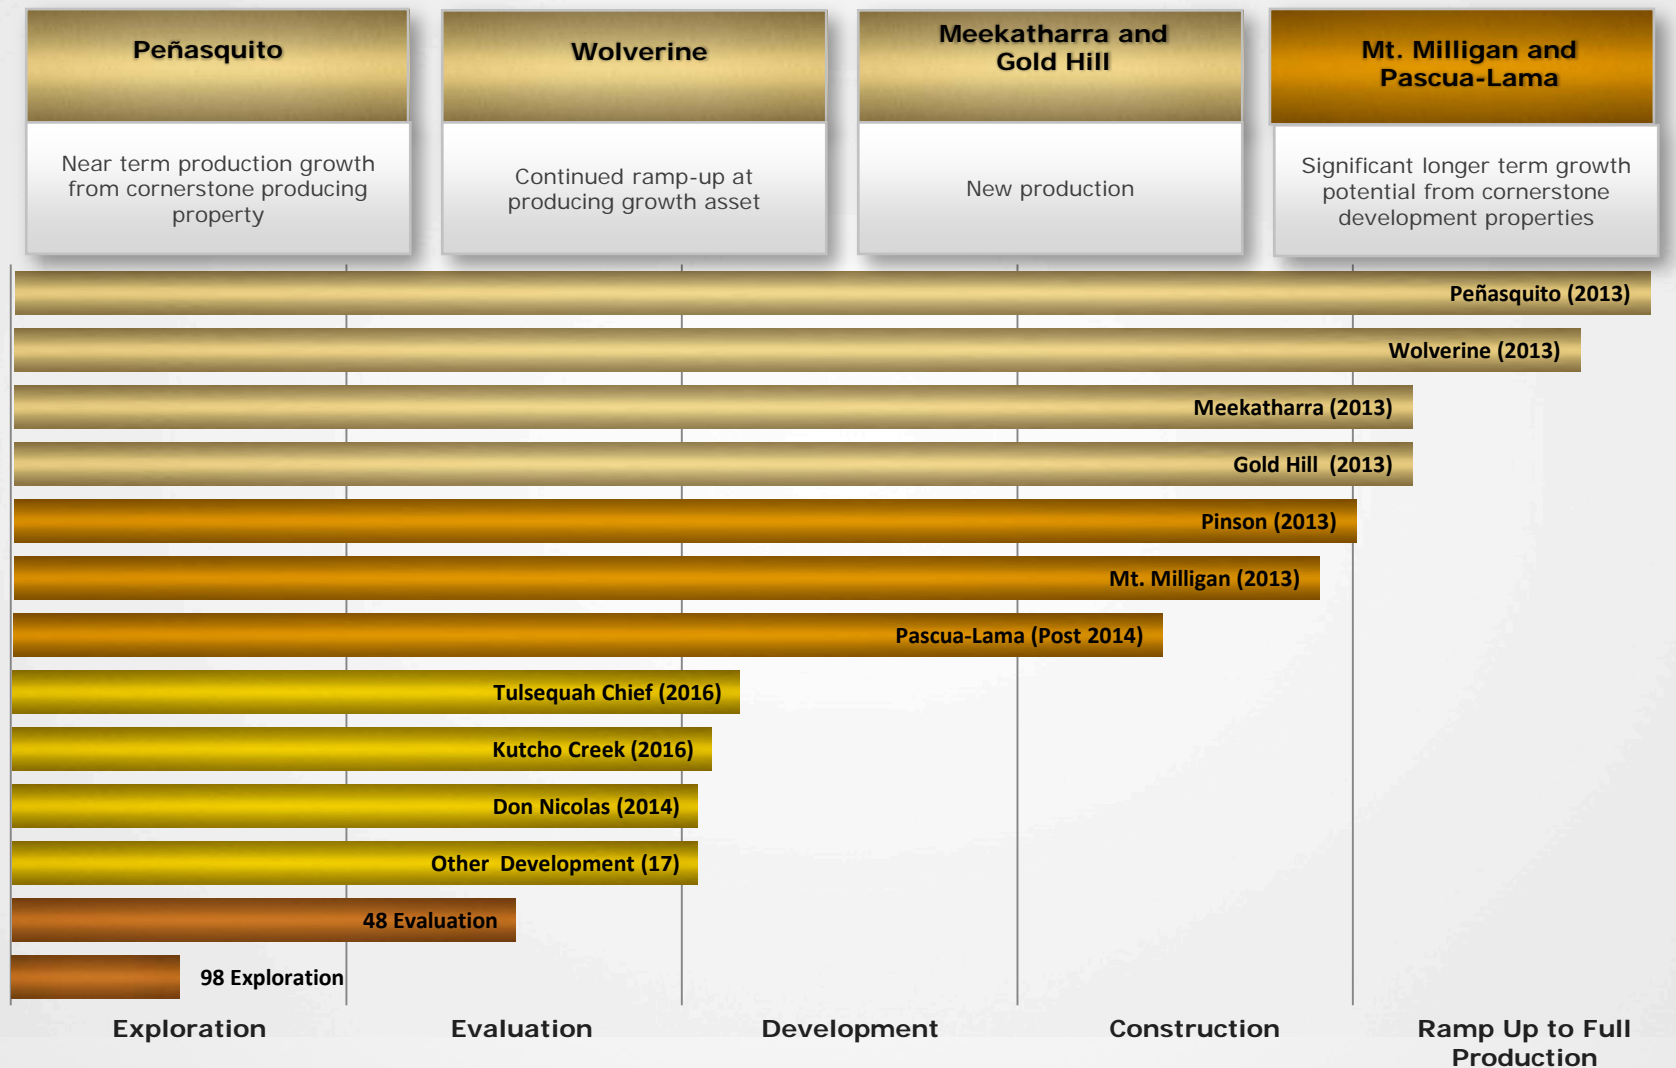 Peñasquito
Near term production growth
from cornerstone producing
property
Wolverine
Continued ramp-up at
producing growth asset
Meekatharra and
Gold Hill
New production
Mt. Milligan and
Pascua-Lama
Significant longer term growth
potential from cornerstone
development properties
Peñasquito (2013)
Wolverine (2013)
Meekatharra (2013)
Gold Hill (2013)
Pinson (2013)
Mt. Milligan (2013)
Pascua-Lama (Post 2014)
Tulsequah Chief (2016)
Kutcho Creek (2016)
Don Nicolas (2014)
Other Development (17)
48 Evaluation
98 Exploration
Exploration
Evaluation
Development
Construction
Ramp Up to Full
Production